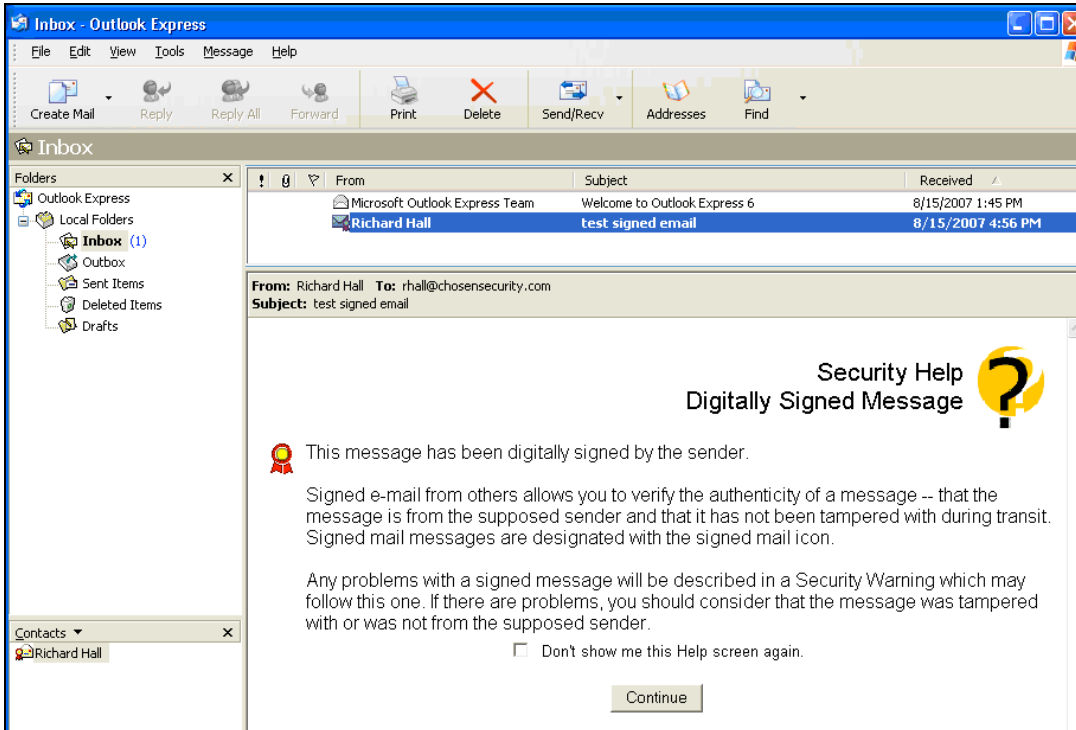 Inbox - Outlook Express
File Edit View Tools Message Help
Create Mail Reply Reply All Forward Print Delete Send/Recv Addresses Find
Inbox
Folders
Outlook Express
Local Folders
Inbox (1)
Outbox
Sent Items
Deleted Items
Drafts
Contacts
Richard Hall
! From Subject Received
Microsoft Outlook Express Team Welcome to Outlook Express 6 8/15/2007 1:45 PM
Richard Hall test signed email 8/15/2007 4:56 PM
From: Richard Hall To: rhall@chosensecurity.com
Subject: test signed email
Security Help
Digitally Signed Message
?
This message has been digitally signed by the sender.
Signed e-mail from others allows you to verify the authenticity of a message -- that the
message is from the supposed sender and that it has not been tampered with during transit.
Signed mail messages are designated with the signed mail icon.
Any problems with a signed message will be described in a Security Warning which may
follow this one. If there are problems, you should consider that the message was tampered
with or was not from the supposed sender.
Don't show me this Help screen again.
Continue